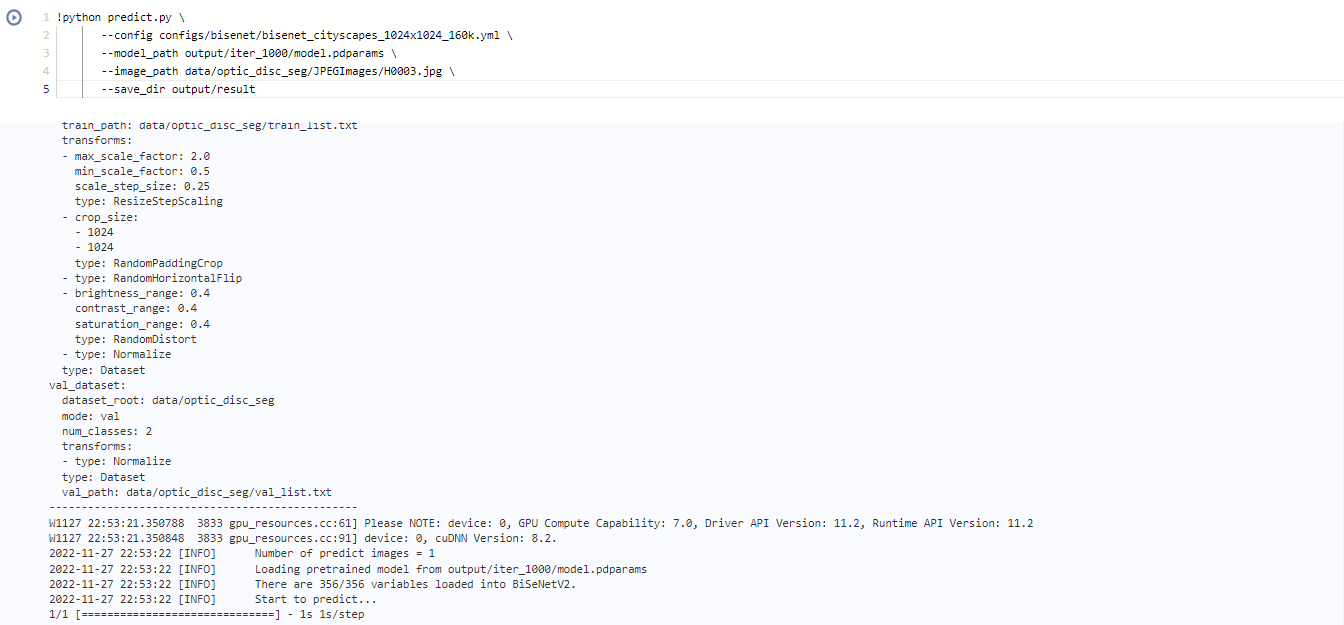 1 !python predict.py \
2 --config configs/bisenet/bisenet_cityscapes_1024x1024_160k.yml \
3 --model_path output/iter_1000/model.pdparams \
4 --image_path data/optic_disc_seg/JPEGImages/H0003.jpg \
5 --save_dir output/result
train_path: data/optic_disc_seg/train_list.txt
transforms:
- max_scale_factor: 2.0
min_scale_factor: 0.5
scale_step_size: 0.25
type: ResizeStepScaling
- crop_size:
- 1024
- 1024
type: RandomPaddingCrop
- type: RandomHorizontalFlip
- brightness_range: 0.4
contrast_range: 0.4
saturation_range: 0.4
type: RandomDistort
- type: Normalize
type: Dataset
val_dataset:
dataset_root: data/optic_disc_seg
mode: val
num_classes: 2
transforms:
- type: Normalize
type: Dataset
val_path: data/optic_disc_seg/val_list.txt
------------------------------------------------
W1127 22:53:21.350788 3833 gpu_resources.cc:61] Please NOTE: device: 0, GPU Compute Capability: 7.0, Driver API Version: 11.2, Runtime API Version: 11.2
W1127 22:53:21.350848 3833 gpu_resources.cc:91] device: 0, cuDNN Version: 8.2.
2022-11-27 22:53:22 [INFO] Number of predict images = 1
2022-11-27 22:53:22 [INFO] Loading pretrained model from output/iter_1000/model.pdparams
2022-11-27 22:53:22 [INFO] There are 356/356 variables loaded into BiSeNetV2.
2022-11-27 22:53:22 [INFO] Start to predict...
1/1 [==============================] - 1s 1s/step